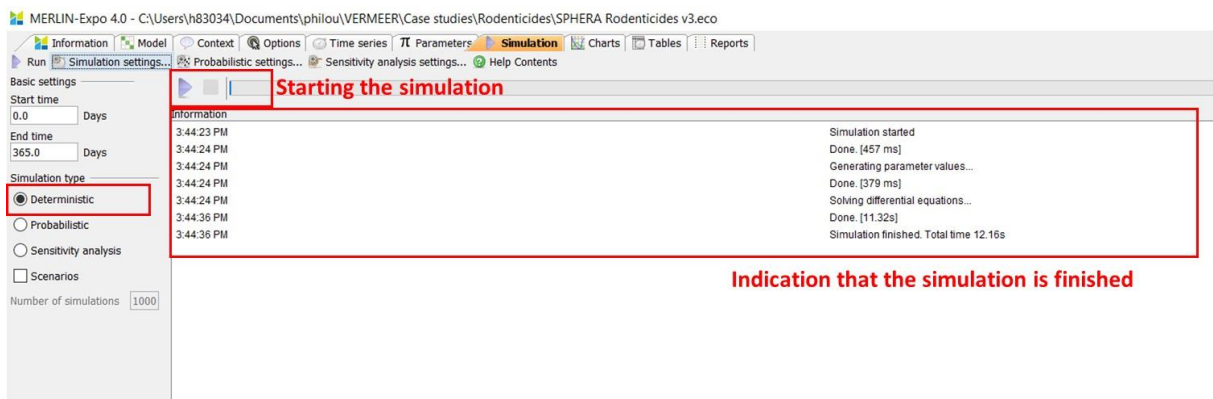 MERLIN-Expo 4.0 - C:\Users\h83034\Documents\philou\VERMEER\Case studies\Rodenticides\SPHERA Rodenticides v3.eco
Information Model Context Options Time series π Parameters Simulation Charts Tables Reports
Run Simulation settings... Probabilistic settings... Sensitivity analysis settings... Help Contents
Basic settings
Starting the simulation
Start time
0.0 Days
Information
3:44:23 PM Simulation started
End time
3:44:24 PM Done. [457 ms]
365.0 Days
3:44:24 PM Generating parameter values...
Simulation type
3:44:24 PM Done. [379 ms]
Deterministic
3:44:24 PM Solving differential equations...
3:44:36 PM Done. [11.32s]
Probabilistic
3:44:36 PM Simulation finished. Total time 12.16s
Sensitivity analysis
Scenarios
Indication that the simulation is finished
Number of simulations 1000